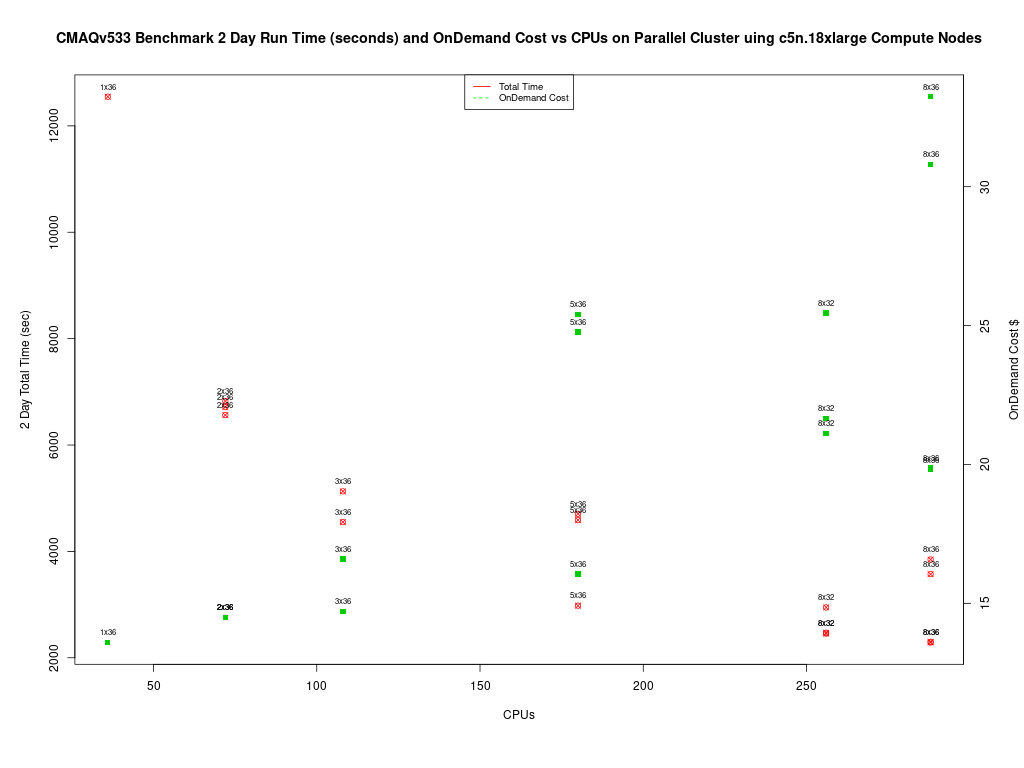 CMAQv533 Benchmark 2 Day Run Time (seconds) and OnDemand Cost vs CPUs on Parallel Cluster uing c5n.18xlarge Compute Nodes
Total Time
OnDemand Cost
2 Day Total Time (sec)
12000
10000
8000
6000
4000
2000
1x36
1x36
2x36
2x36
2x36
2x36
3x36
3x36
3x36
3x36
5x36
5x36
5x36
5x36
5x36
5x36
8x32
8x32
8x32
8x32
8x32
8x36
8x36
8x36
8x36
8x36
8x36
8x36
30
25
20
15
OnDemand Cost $
50
100
150
200
250
CPUs